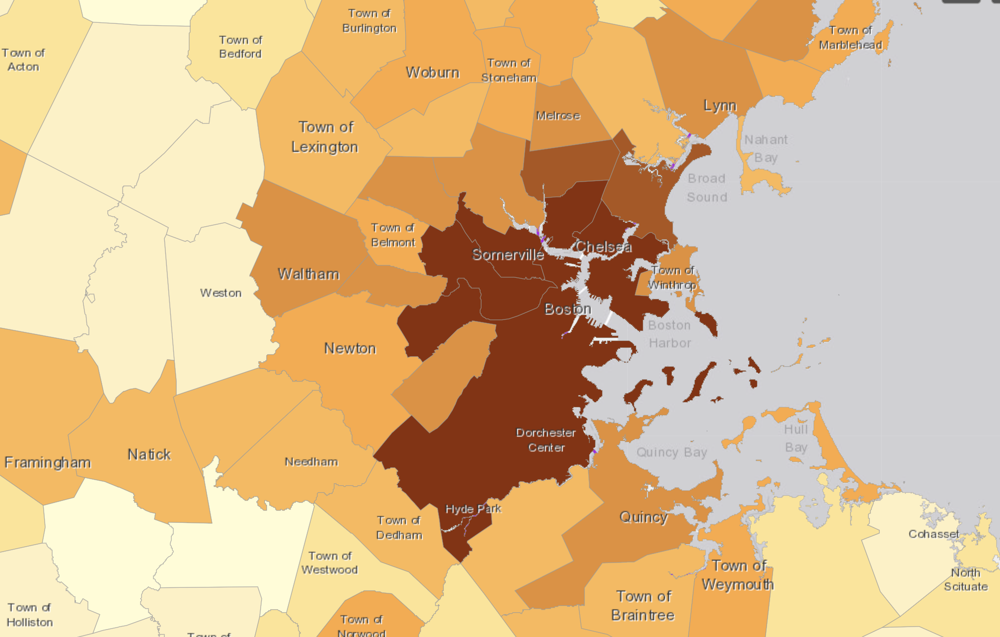 Town of
Burlington
Town of
Marblehead
Town of
Bedford
Town of
Acton
Woburn
Town of
Stoneham
Lynn
Melrose
Town of
Lexington
Nahant
Bay
Broad
Sound
Town of
Belmont
Somerville
Chelsea
Waltham
Town of
Winthrop
Weston
Boston
Boston
Harbor
Newton
Dorchester
Center
Hull
Bay
Quincy Bay
Framingham
Natick
Needham
Hyde Park
Quincy
Town of
Dedham
Cohasset
Town of
Westwood
Town of
Weymouth
North
Scituate
Town of
Holliston
Town of
Braintree
Town of
Norwood
Town of